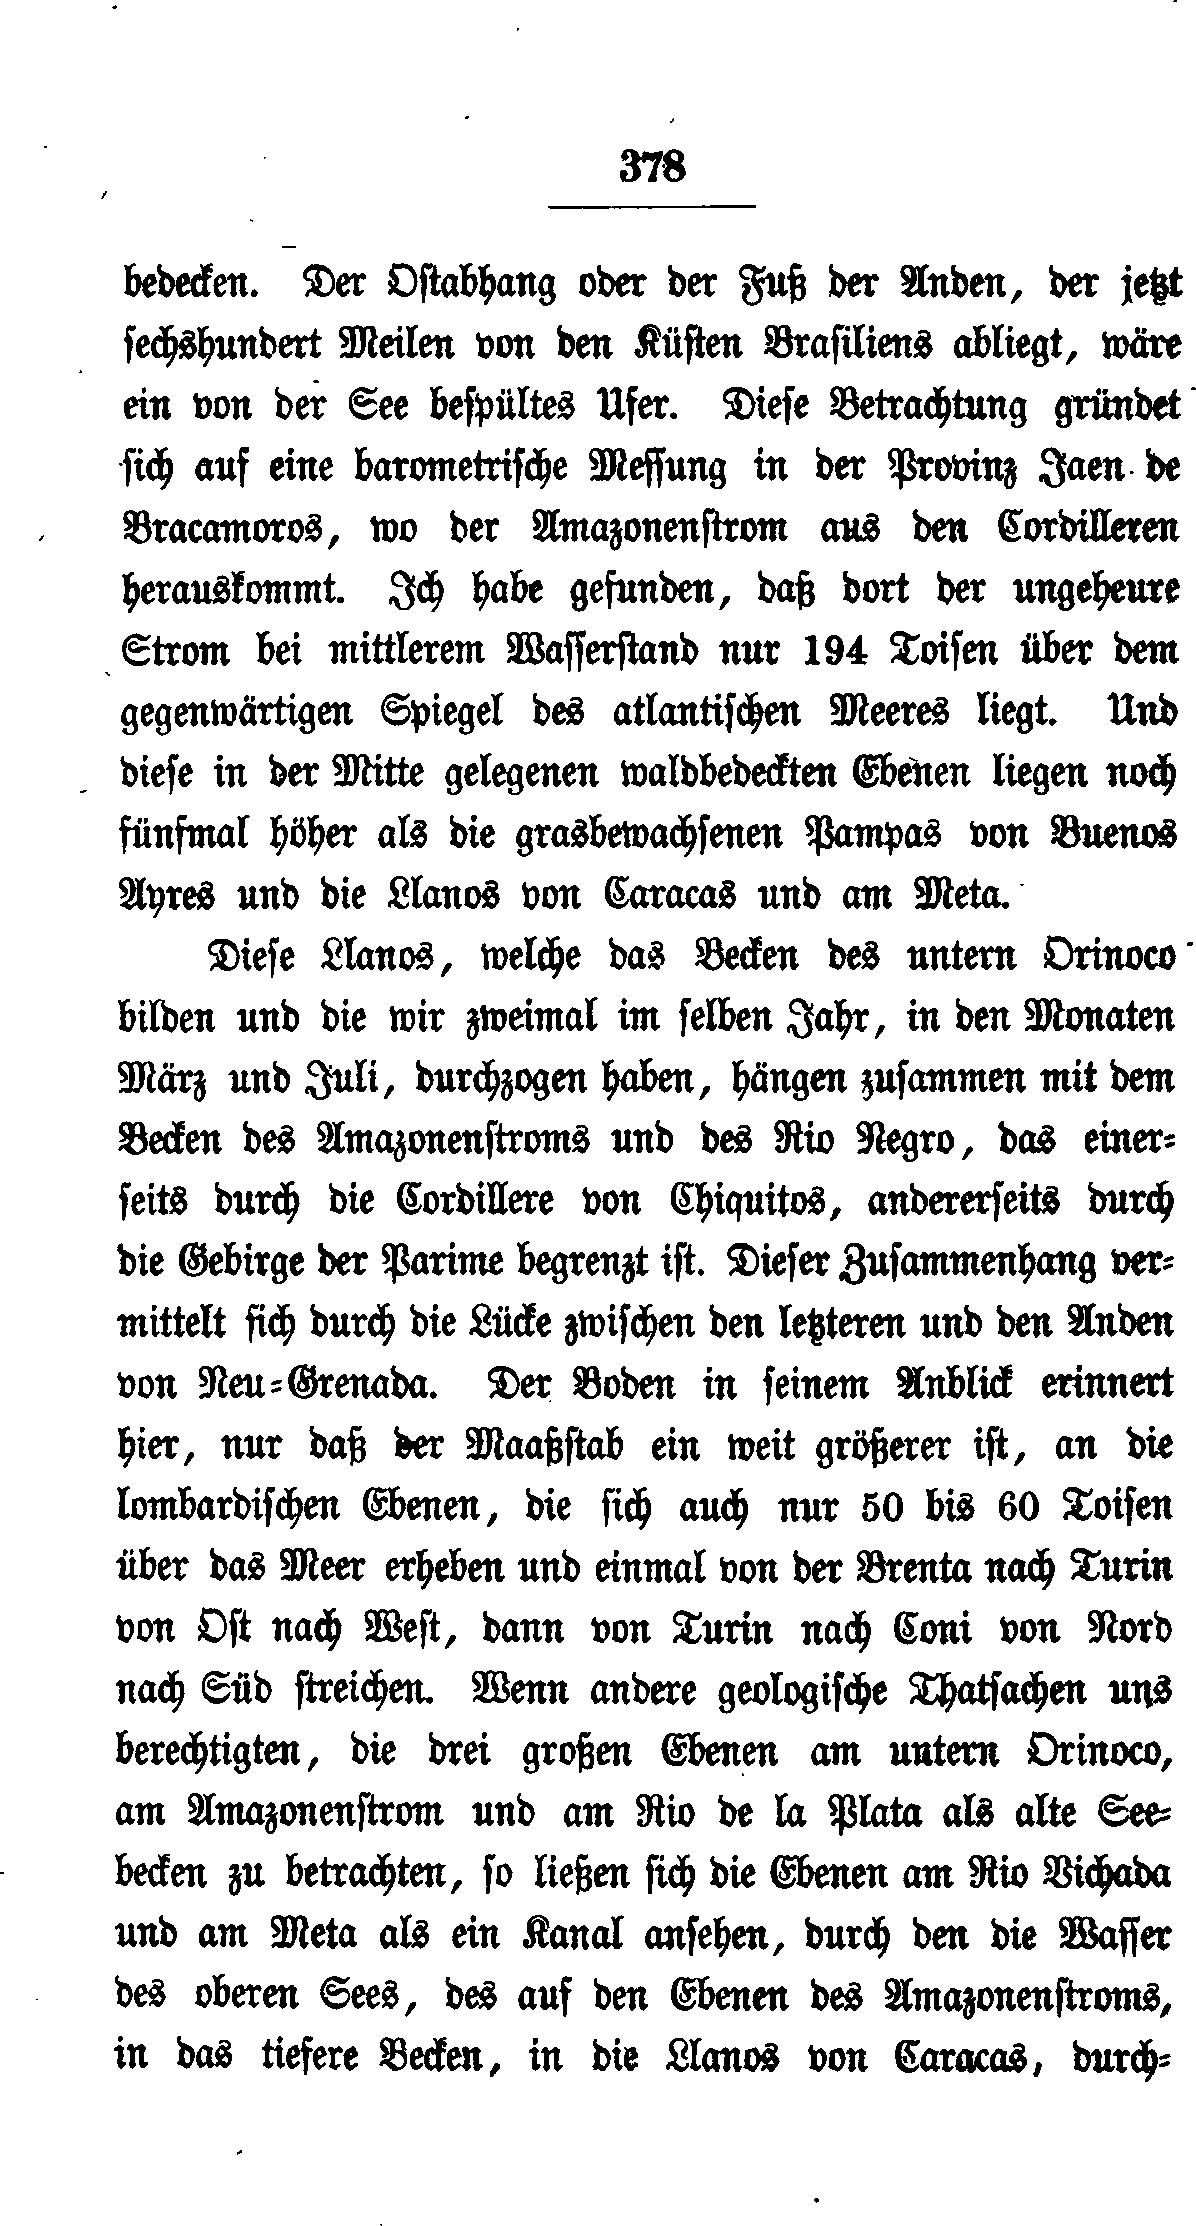 378
bedecken. Der Ostabhang oder der Fuß der Anden, der jetzt
sechshundert Meilen von den Küsten Brasiliens abliegt, wäre
ein von der See bespültes Ufer. Diese Betrachtung gründet
sich auf eine barometrische Messung in der Provinz Jaen de
Bracamoros, wo der Amazonenstrom aus den Cordilleren
herauskommt. Ich habe gefunden, daß dort der ungeheure
Strom bei mittlerem Wasserstand nur 194 Toisen über dem
gegenwärtigen Spiegel des atlantischen Meeres liegt. Und
diese in der Mitte gelegenen waldbedeckten Ebenen liegen noch
fünfmal höher als die grasbewachsenen Pampas von Buenos
Ayres und die Llanos von Caracas und am Meta.
Diese Llanos, welche das Becken des untern Orinoco
bilden und die wir zweimal im selben Jahr, in den Monaten
März und Juli, durchzogen haben, hängen zusammen mit dem
Becken des Amazonenstroms und des Rio Negro, das einer-
seits durch die Cordillere von Chiquitos, andererseits durch
die Gebirge der Parime begrenzt ist. Dieser Zusammenhang ver-
mittelt sich durch die Lücke zwischen den letzteren und den Anden
von Neu-Grenada. Der Boden in seinem Anblick erinnert
hier, nur daß der Maaßstab ein weit größerer ist, an die
lombardischen Ebenen, die sich auch nur 50 bis 60 Toisen
über das Meer erheben und einmal von der Brenta nach Turin
von Ost nach West, dann von Turin nach Coni von Nord
nach Süd streichen. Wenn andere geologische Thatsachen uns
berechtigten, die drei großen Ebenen am untern Orinoco,
am Amazonenstrom und am Rio de la Plata als alte See-
becken zu betrachten, so ließen sich die Ebenen am Rio Vichada
und am Meta als ein Kanal ansehen, durch den die Wasser
des oberen Sees, des auf den Ebenen des Amazonenstroms,
in das tiefere Becken, in die Llanos von Caracas, durch-